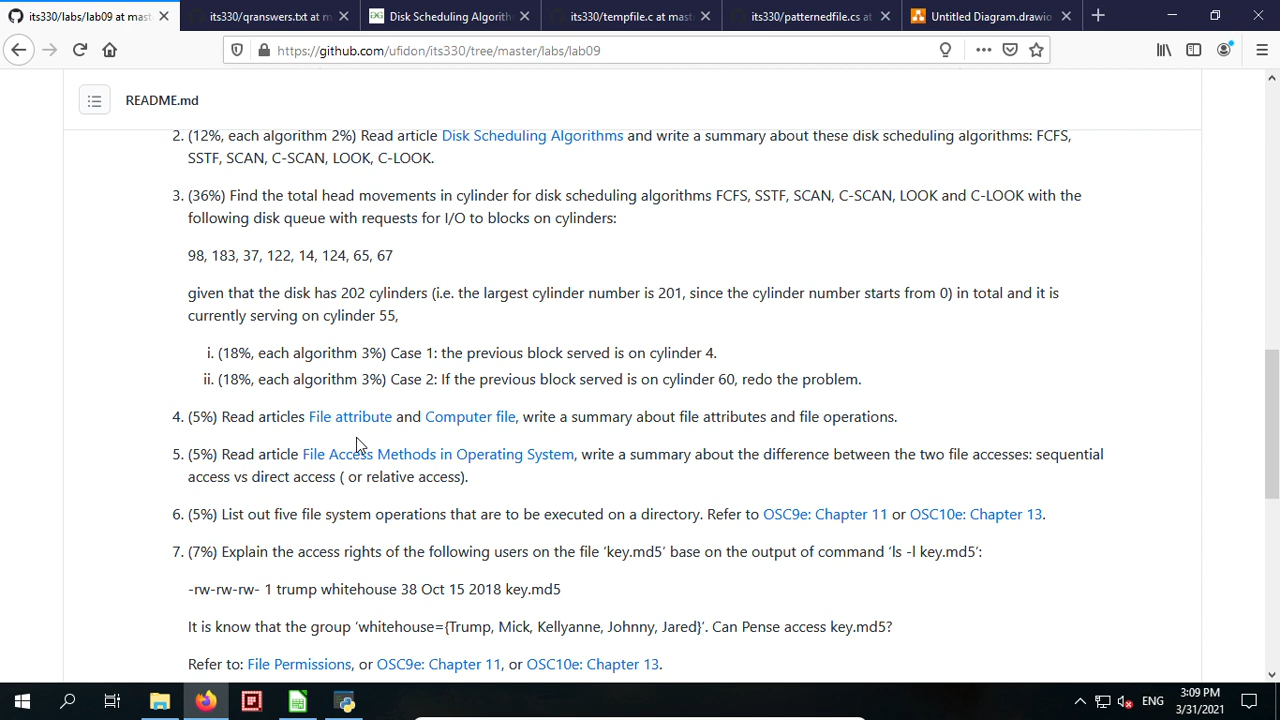 its330/labs/lab09 at mast
its330/qranswers.txt at m
Disk Scheduling Algorith
its330/tempfile.c at mast
its330/patternedfile.cs at
Untitled Diagram.drawio
https://github.com/ufidon/its330/tree/master/labs/lab09
README.md
2. (12%, each algorithm 2%) Read article Disk Scheduling Algorithms and write a summary about these disk scheduling algorithms: FCFS,
SSTF, SCAN, C-SCAN, LOOK, C-LOOK.
3. (36%) Find the total head movements in cylinder for disk scheduling algorithms FCFS, SSTF, SCAN, C-SCAN, LOOK and C-LOOK with the
following disk queue with requests for I/O to blocks on cylinders:
98, 183, 37, 122, 14, 124, 65, 67
given that the disk has 202 cylinders (i.e. the largest cylinder number is 201, since the cylinder number starts from 0) in total and it is
currently serving on cylinder 55,
i. (18%, each algorithm 3%) Case 1: the previous block served is on cylinder 4.
ii. (18%, each algorithm 3%) Case 2: If the previous block served is on cylinder 60, redo the problem.
4. (5%) Read articles File attribute and Computer file, write a summary about file attributes and file operations.
5. (5%) Read article File Access Methods in Operating System, write a summary about the difference between the two file accesses: sequential
access vs direct access ( or relative access).
6. (5%) List out five file system operations that are to be executed on a directory. Refer to OSC9e: Chapter 11 or OSC10e: Chapter 13.
7. (7%) Explain the access rights of the following users on the file ‘key.md5’ base on the output of command ‘ls -l key.md5’:
-rw-rw-rw- 1 trump whitehouse 38 Oct 15 2018 key.md5
It is know that the group ‘whitehouse={Trump, Mick, Kellyanne, Johnny, Jared}’. Can Pense access key.md5?
Refer to: File Permissions, or OSC9e: Chapter 11, or OSC10e: Chapter 13.
ENG
3:09 PM
3/31/2021